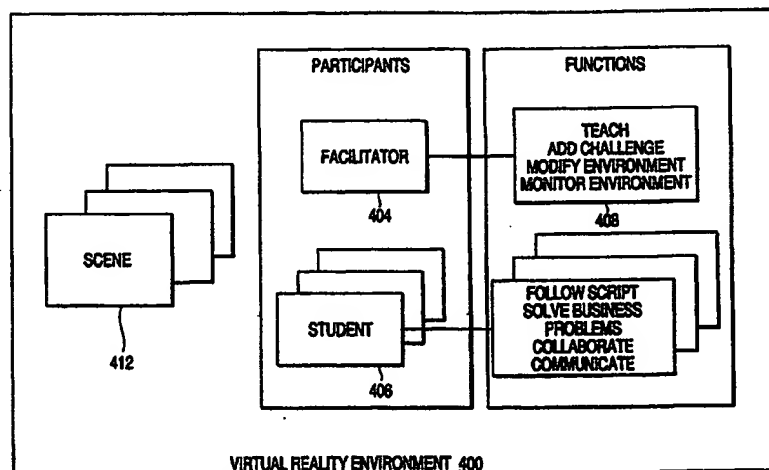 PARTICIPANTS
FUNCTIONS
FACILITATOR
404
TEACH
ADD CHALLENGE
MODIFY ENVIRONMENT
MONITOR ENVIRONMENT
408
SCENE
412
STUDENT
406
FOLLOW SCRIPT
SOLVE BUSINESS
PROBLEMS
COLLABORATE
COMMUNICATE
VIRTUAL REALITY ENVIRONMENT 400